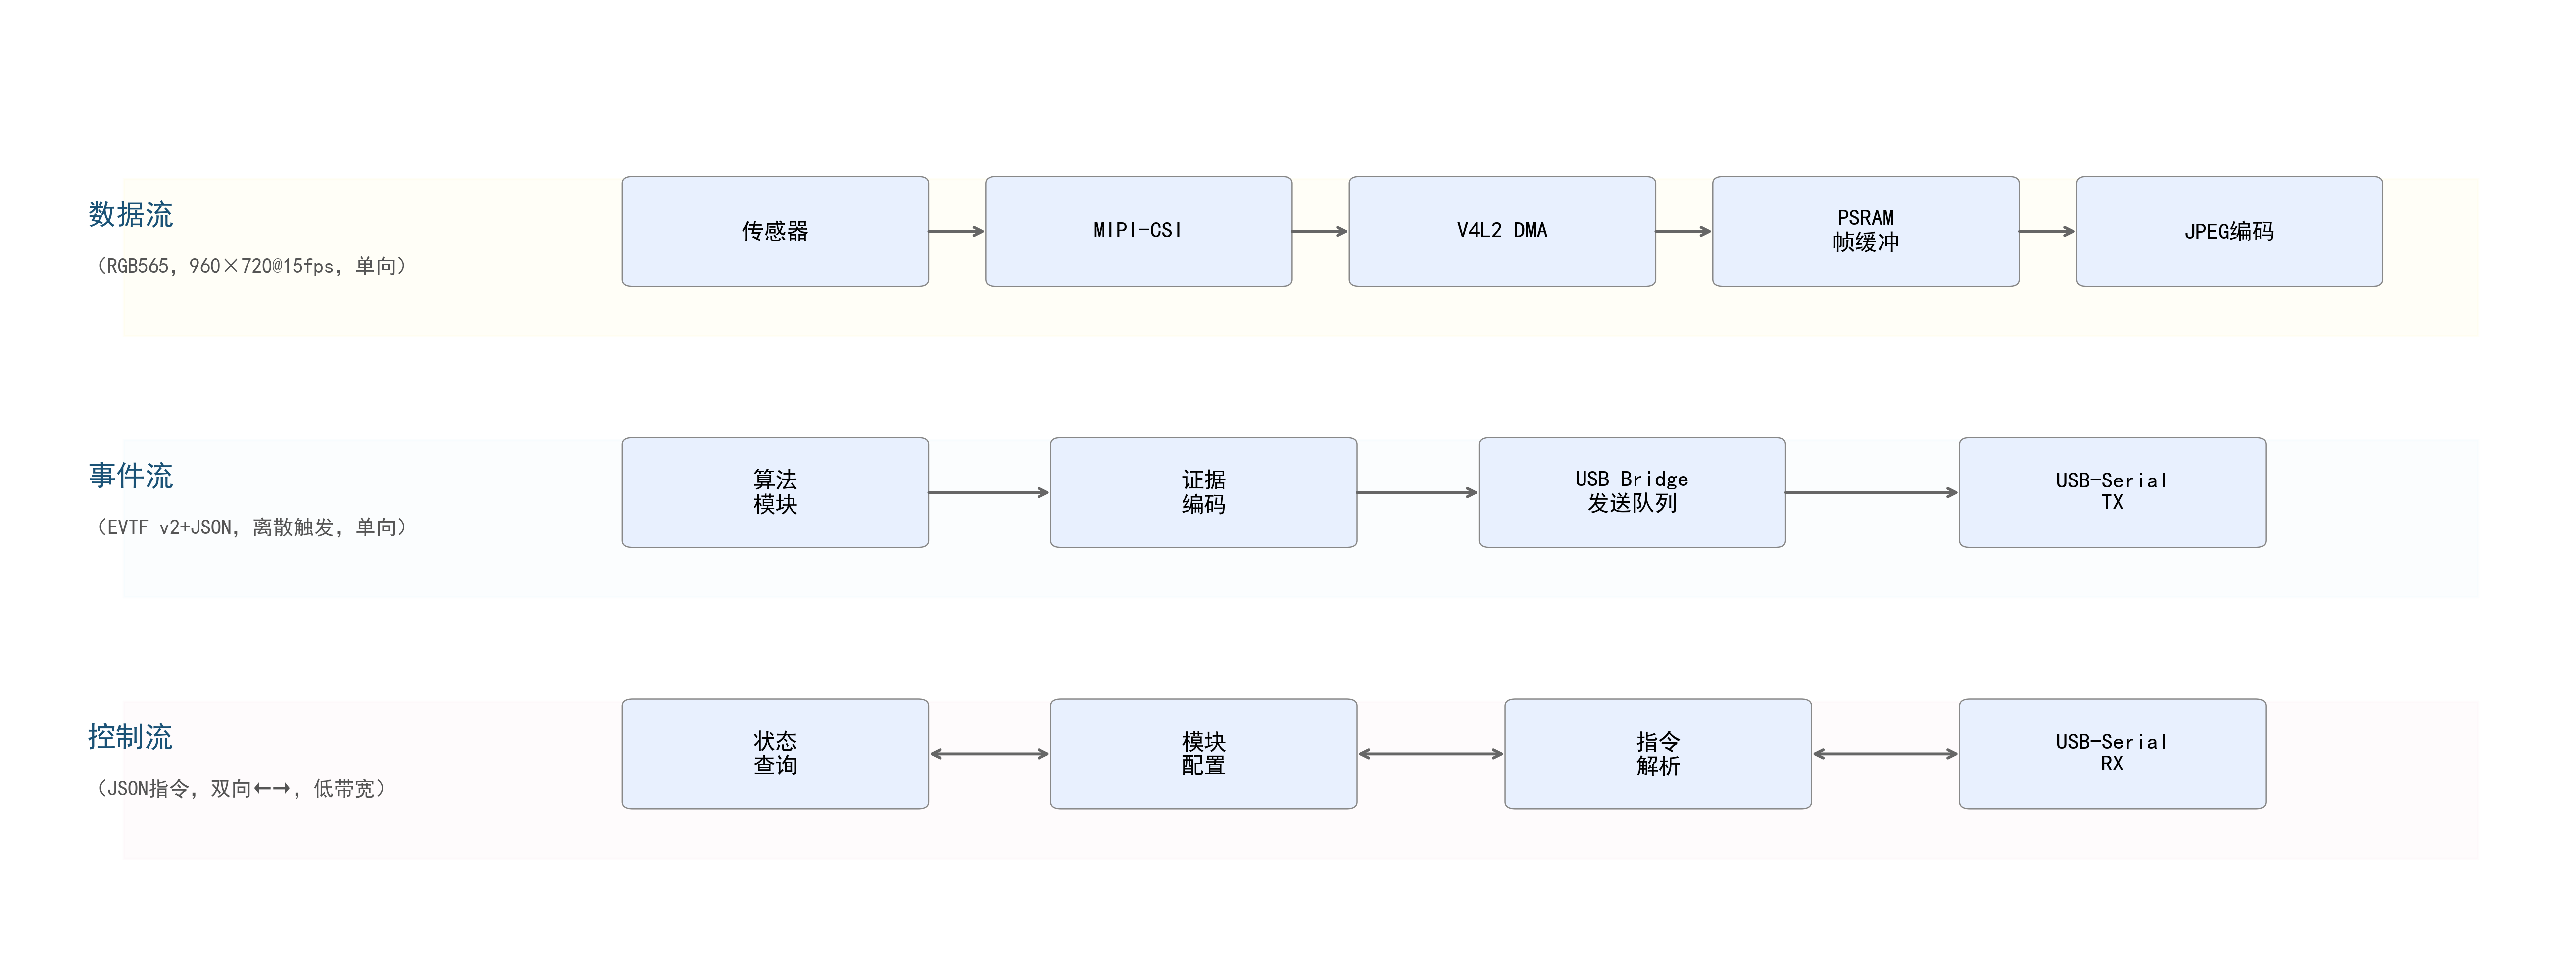 数据流
（RGB565，960×720@15fps，单向）
传感器
MIPI-CSI
V4L2 DMA
PSRAM
帧缓冲
JPEG编码
事件流
（EVTF v2+JSON，离散触发，单向）
算法
模块
证据
编码
USB Bridge
发送队列
USB-Serial
TX
控制流
（JSON指令，双向←→，低带宽）
状态
查询
模块
配置
指令
解析
USB-Serial
RX